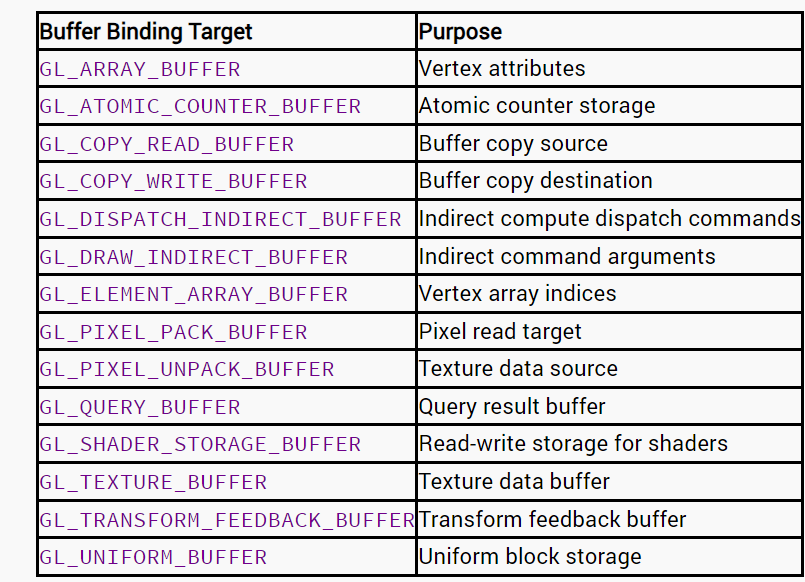 Buffer Binding Target Purpose
GL_ARRAY_BUFFER Vertex attributes
GL_ATOMIC_COUNTER_BUFFER Atomic counter storage
GL_COPY_READ_BUFFER Buffer copy source
GL_COPY_WRITE_BUFFER Buffer copy destination
GL_DISPATCH_INDIRECT_BUFFER Indirect compute dispatch commands
GL_DRAW_INDIRECT_BUFFER Indirect command arguments
GL_ELEMENT_ARRAY_BUFFER Vertex array indices
GL_PIXEL_PACK_BUFFER Pixel read target
GL_PIXEL_UNPACK_BUFFER Texture data source
GL_QUERY_BUFFER Query result buffer
GL_SHADER_STORAGE_BUFFER Read-write storage for shaders
GL_TEXTURE_BUFFER Texture data buffer
GL_TRANSFORM_FEEDBACK_BUFFER Transform feedback buffer
GL_UNIFORM_BUFFER Uniform block storage